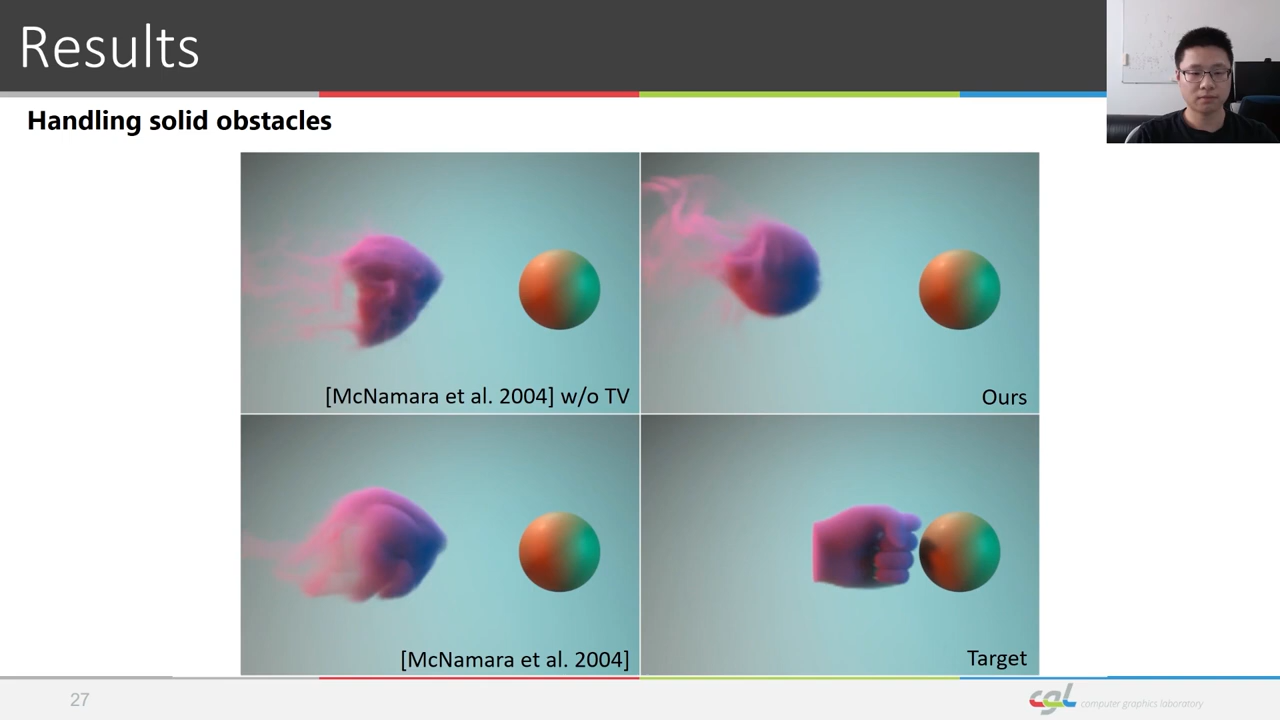 Results
Handling solid obstacles
[McNamara et al. 2004] w/o TV
Ours
[McNamara et al. 2004]
Target
27
cgl computer graphics laboratory